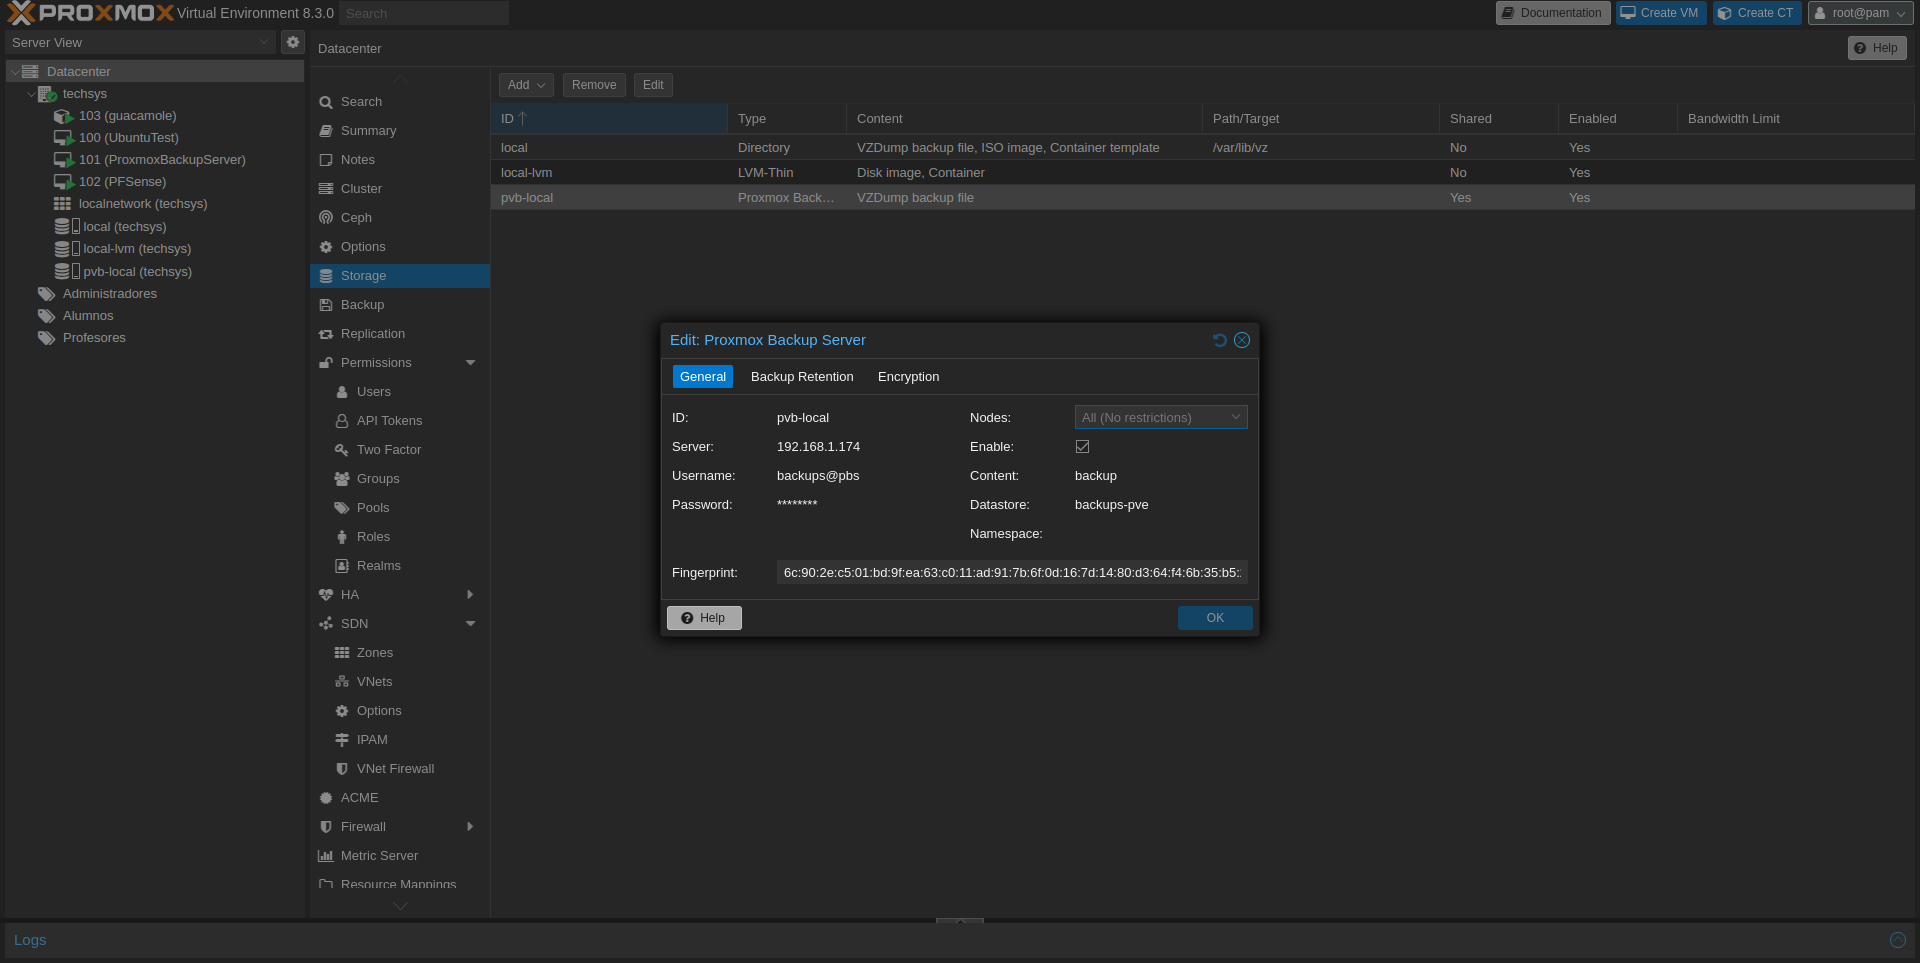 PROXMOX Virtual Environment 8.3.0 Search Documentation Create VM Create CT root@pam
Server View
Datacenter
techsys
103 (guacamole)
100 (UbuntuTest)
101 (ProxmoxBackupServer)
102 (PFSense)
localnetwork (techsys)
local (techsys)
local-lvm (techsys)
pvb-local (techsys)
Administradores
Alumnos
Profesores
Datacenter Help
Search
Summary
Notes
Cluster
Ceph
Options
Storage
Backup
Replication
Permissions
Users
API Tokens
Two Factor
Groups
Pools
Roles
Realms
HA
SDN
Zones
VNets
Options
IPAM
VNet Firewall
ACME
Firewall
Metric Server
Resource Mappings
Add Remove Edit
ID Type Content Path/Target Shared Enabled Bandwidth Limit
local Directory VZDump backup file, ISO image, Container template /var/lib/vz No Yes
local-lvm LVM-Thin Disk image, Container No Yes
pvb-local Proxmox Back... VZDump backup file Yes Yes
Edit: Proxmox Backup Server
General Backup Retention Encryption
ID: pvb-local Nodes: All (No restrictions)
Server: 192.168.1.174 Enable:
Username: backups@pbs Content: backup
Password: ******** Datastore: backups-pve
Namespace:
Fingerprint: 6c:90:2e:c5:01:bd:9f:ea:63:c0:11:ad:91:7b:6f:0d:16:7d:14:80:d3:64:f4:6b:35:b5:
Help OK
Logs